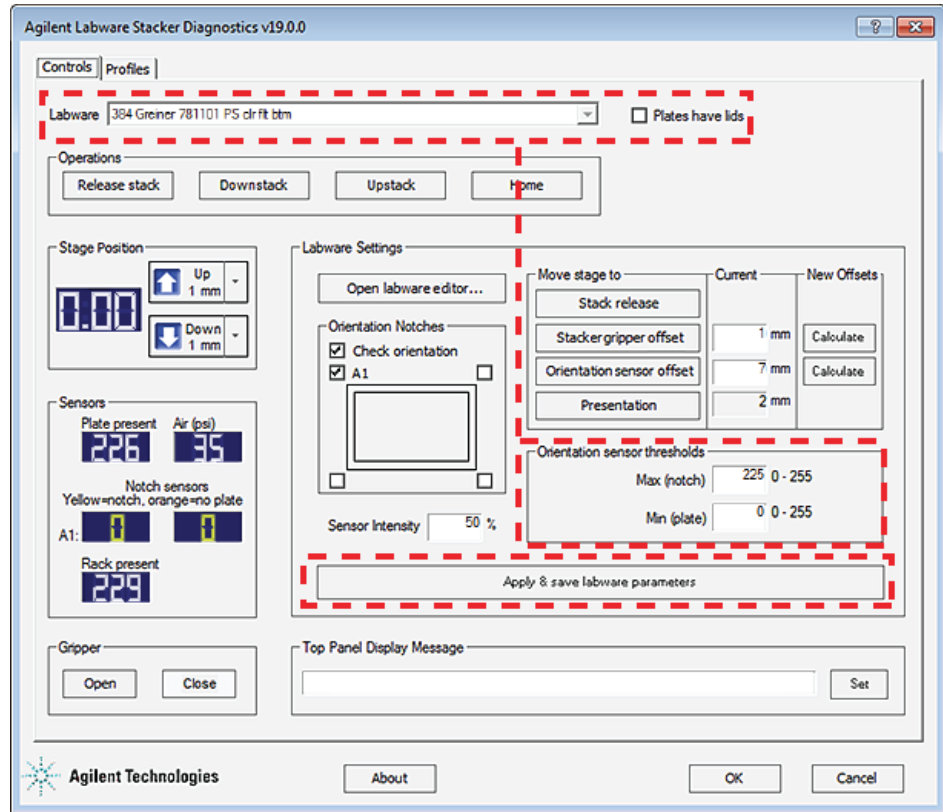 Agilent Labware Stacker Diagnostics v19.0.0
Controls Profiles
Labware 384 Greiner 781101 PS clr flt btm Plates have lids
Operations
Release stack Downstack Upstack Home
Stage Position
0.00
Up
1 mm
Down
1 mm
Labware Settings
Open labware editor...
Orientation Notches
Check orientation
A1
Sensor Intensity 50 %
Move stage to Current New Offsets
Stack release
Stacker gripper offset 1 mm Calculate
Orientation sensor offset 7 mm Calculate
Presentation 2 mm
Orientation sensor thresholds
Max (notch) 225 0 - 255
Min (plate) 0 0 - 255
Apply & save labware parameters
Sensors
Plate present Air (psi)
226 35
Notch sensors
Yellow=notch, orange=no plate
A1: 0 0
Rack present
229
Gripper
Open Close
Top Panel Display Message
Set
Agilent Technologies About OK Cancel